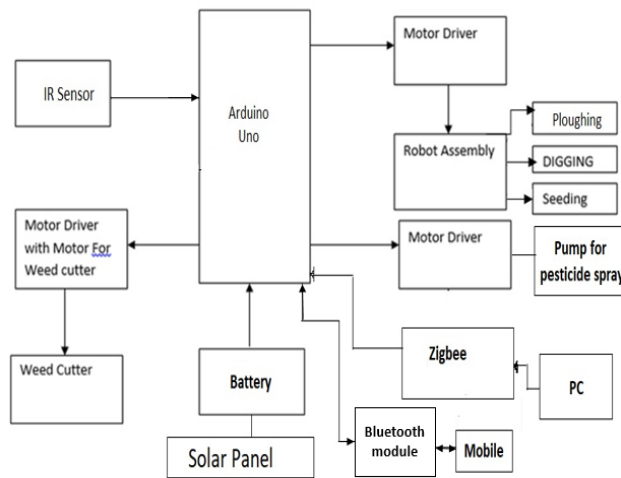 IR Sensor
Arduino
Uno
Motor Driver
Robot Assembly
Ploughing
DIGGING
Seeding
Motor Driver
with Motor For
Weed cutter
Motor Driver
Pump for
pesticide spray
Weed Cutter
Battery
Solar Panel
Zigbee
PC
Bluetooth
module
Mobile